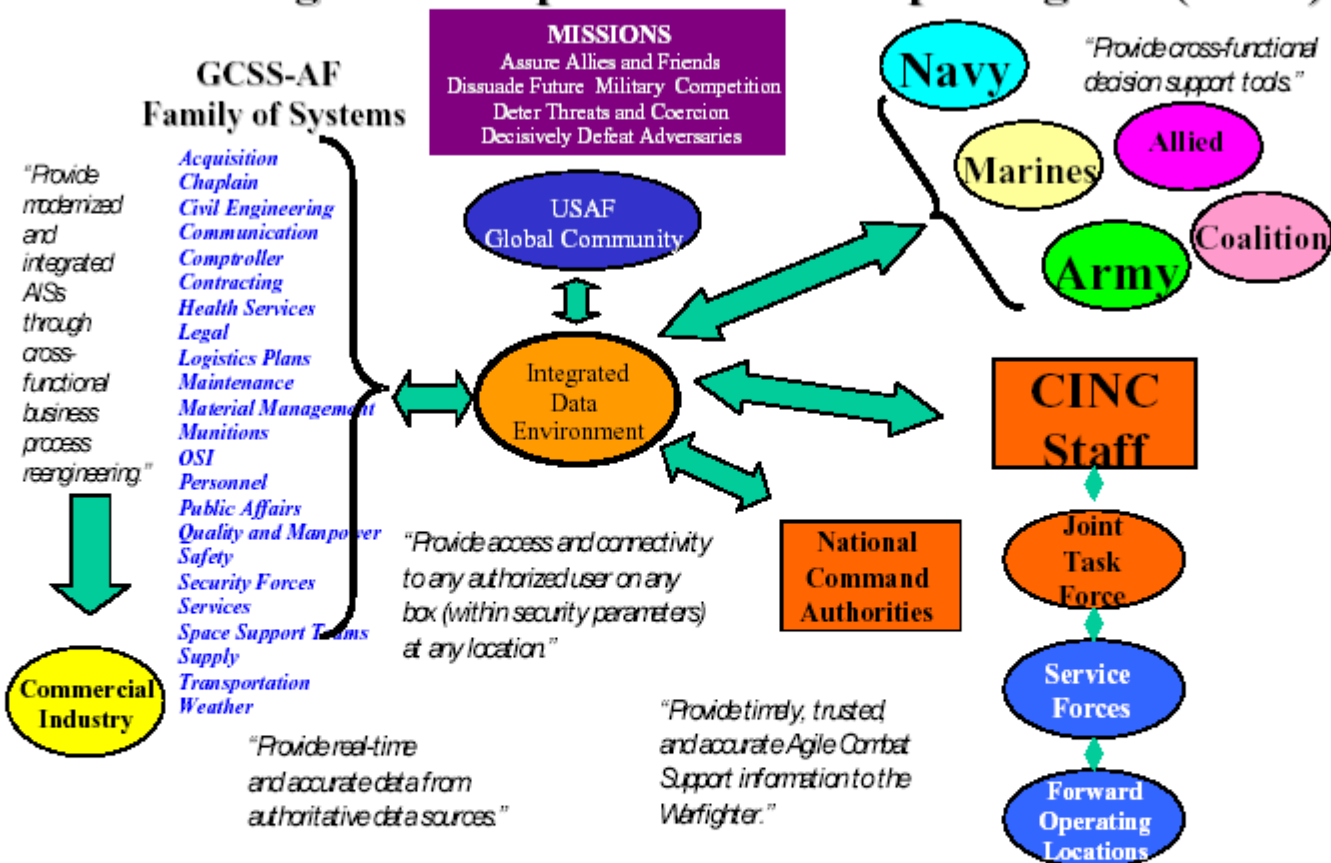 MISSIONS
Assure Allies and Friends
Dissuade Future Military Competition
Deter Threats and Coercion
Decisively Defeat Adversaries
GCSS-AF
Family of Systems
"Provide
modernized
and
integrated
AISs
through
cross-
functional
business
process
reengineering."
Acquisition
Chaplain
Civil Engineering
Communication
Comptroller
Contracting
Health Services
Legal
Logistics Plans
Maintenance
Material Management
Munitions
OSI
Personnel
Public Affairs
Quality and Manpower
Safety
Security Forces
Services
Space Support Teams
Supply
Transportation
Weather
Commercial
Industry
USAF
Global Community
Integrated
Data
Environment
Navy
"Provide cross-functional
decision support tools."
Marines
Allied
Coalition
Army
CINC
Staff
National
Command
Authorities
Joint
Task
Force
Service
Forces
Forward
Operating
Locations
"Provide access and connectivity
to any authorized user on any
box (within security parameters)
at any location."
"Provide real-time
and accurate data from
authoritative data sources."
"Provide timely, trusted,
and accurate Agile Combat
Support information to the
Warfighter."